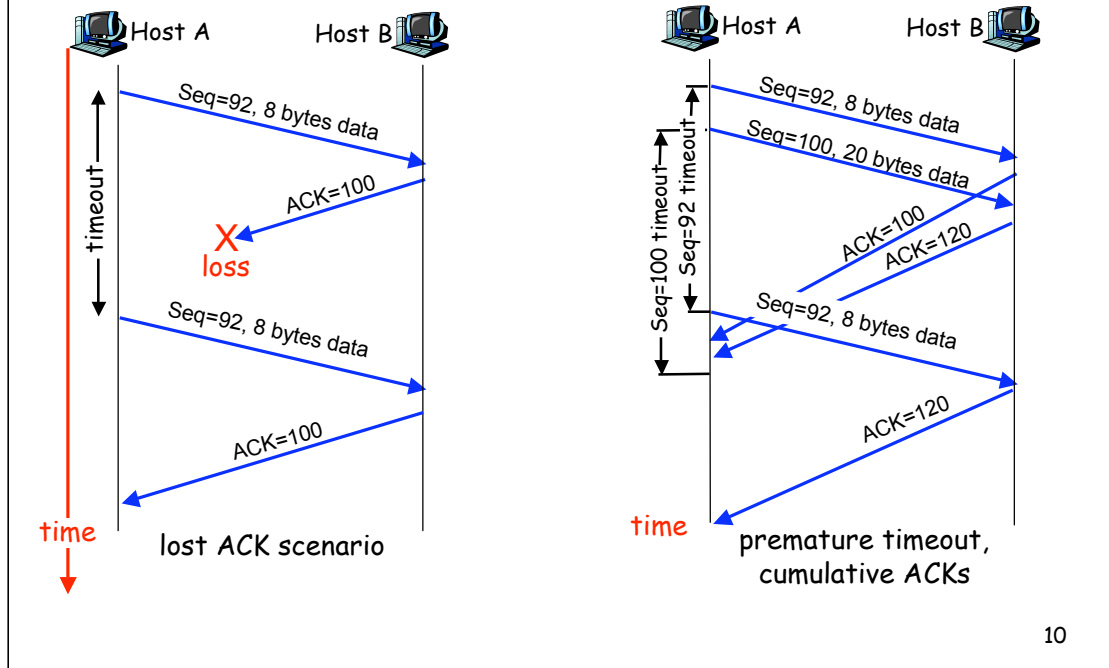 Host A
Host B
Seq=92, 8 bytes data
timeout
ACK=100
X
loss
Seq=92, 8 bytes data
ACK=100
time
lost ACK scenario
Host A
Host B
Seq=92, 8 bytes data
Seq=100, 20 bytes data
Seq=100 timeout
Seq=92 timeout
ACK=100
ACK=120
Seq=92, 8 bytes data
ACK=120
time
premature timeout,
cumulative ACKs
10